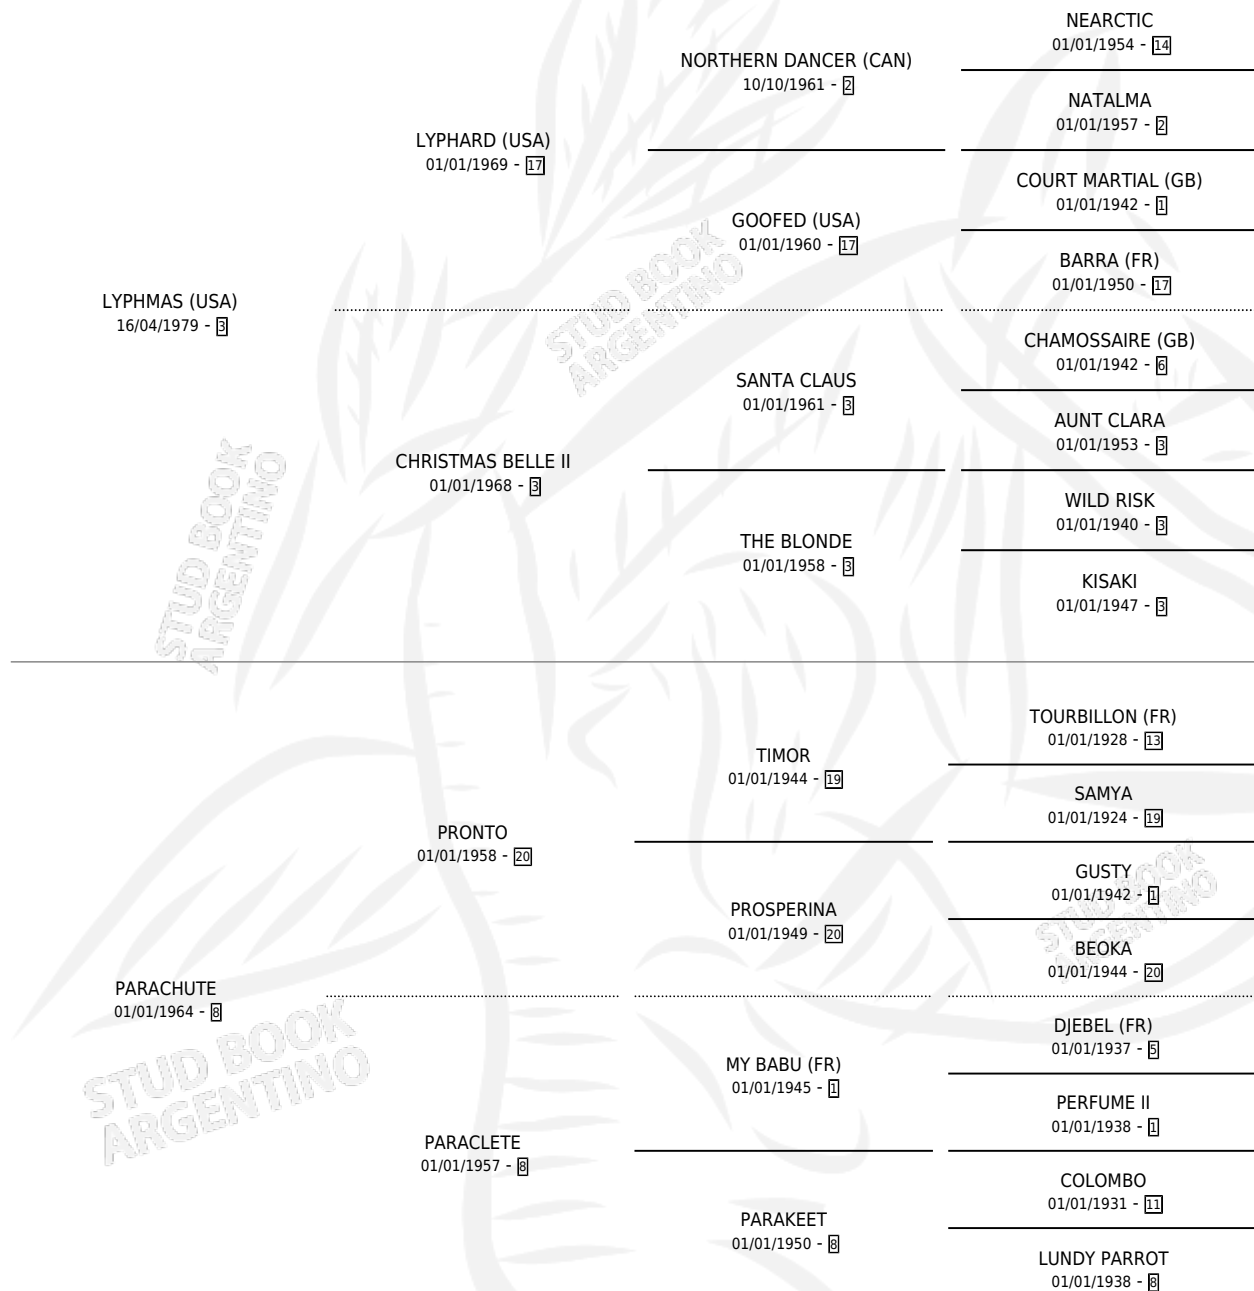 NEARCTIC
01/01/1954 - 14
NORTHERN DANCER (CAN)
10/10/1961 - 2
NATALMA
01/01/1957 - 2
LYPHARD (USA)
01/01/1969 - 17
COURT MARTIAL (GB)
01/01/1942 - 1
GOOFED (USA)
01/01/1960 - 17
BARRA (FR)
01/01/1950 - 17
LYPHMAS (USA)
16/04/1979 - 3
CHAMOSSAIRE (GB)
01/01/1942 - 6
SANTA CLAUS
01/01/1961 - 3
AUNT CLARA
01/01/1953 - 3
CHRISTMAS BELLE II
01/01/1968 - 3
WILD RISK
01/01/1940 - 3
THE BLONDE
01/01/1958 - 3
KISAKI
01/01/1947 - 3
TOURBILLON (FR)
01/01/1928 - 13
TIMOR
01/01/1944 - 19
SAMYA
01/01/1924 - 19
PRONTO
01/01/1958 - 20
GUSTY
01/01/1942 - 1
PROSPERINA
01/01/1949 - 20
BEOKA
01/01/1944 - 20
PARACHUTE
01/01/1964 - 8
DJEBEL (FR)
01/01/1937 - 5
MY BABU (FR)
01/01/1945 - 1
PERFUME II
01/01/1938 - 1
PARACLETE
01/01/1957 - 8
COLOMBO
01/01/1931 - 11
PARAKEET
01/01/1950 - 8
LUNDY PARROT
01/01/1938 - 8
STUD BOOK
ARGENTINO
STUD BOOK
ARGENTINO
STUD BOOK
ARGENTINO
STUD BOOK
ARGENTINO